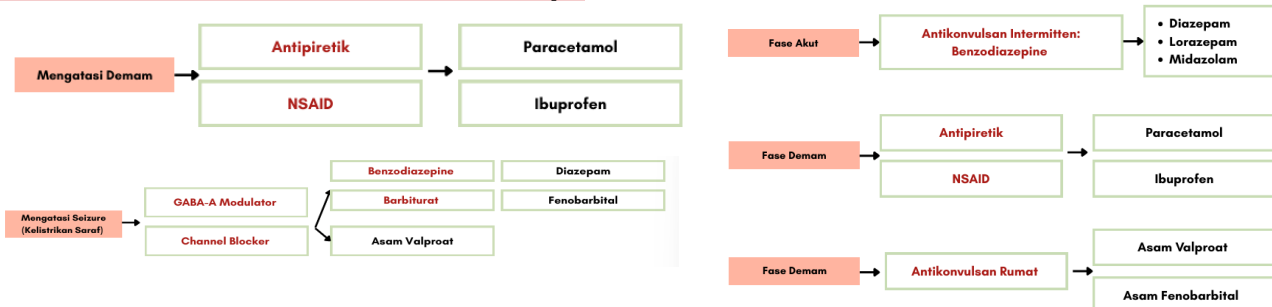 Mengatasi Demam
Antipiretik
Paracetamol
NSAID
Ibuprofen
Mengatasi Seizure
(Kelistrikan Saraf)
GABA-A Modulator
Channel Blocker
Benzodiazepine
Diazepam
Barbiturat
Fenobarbital
Asam Valproat
Fase Akut
Antikonvulsan Intermitten:
Benzodiazepine
• Diazepam
• Lorazepam
• Midazolam
Fase Demam
Antipiretik
Paracetamol
NSAID
Ibuprofen
Fase Demam
Antikonvulsan Rumat
Asam Valproat
Asam Fenobarbital